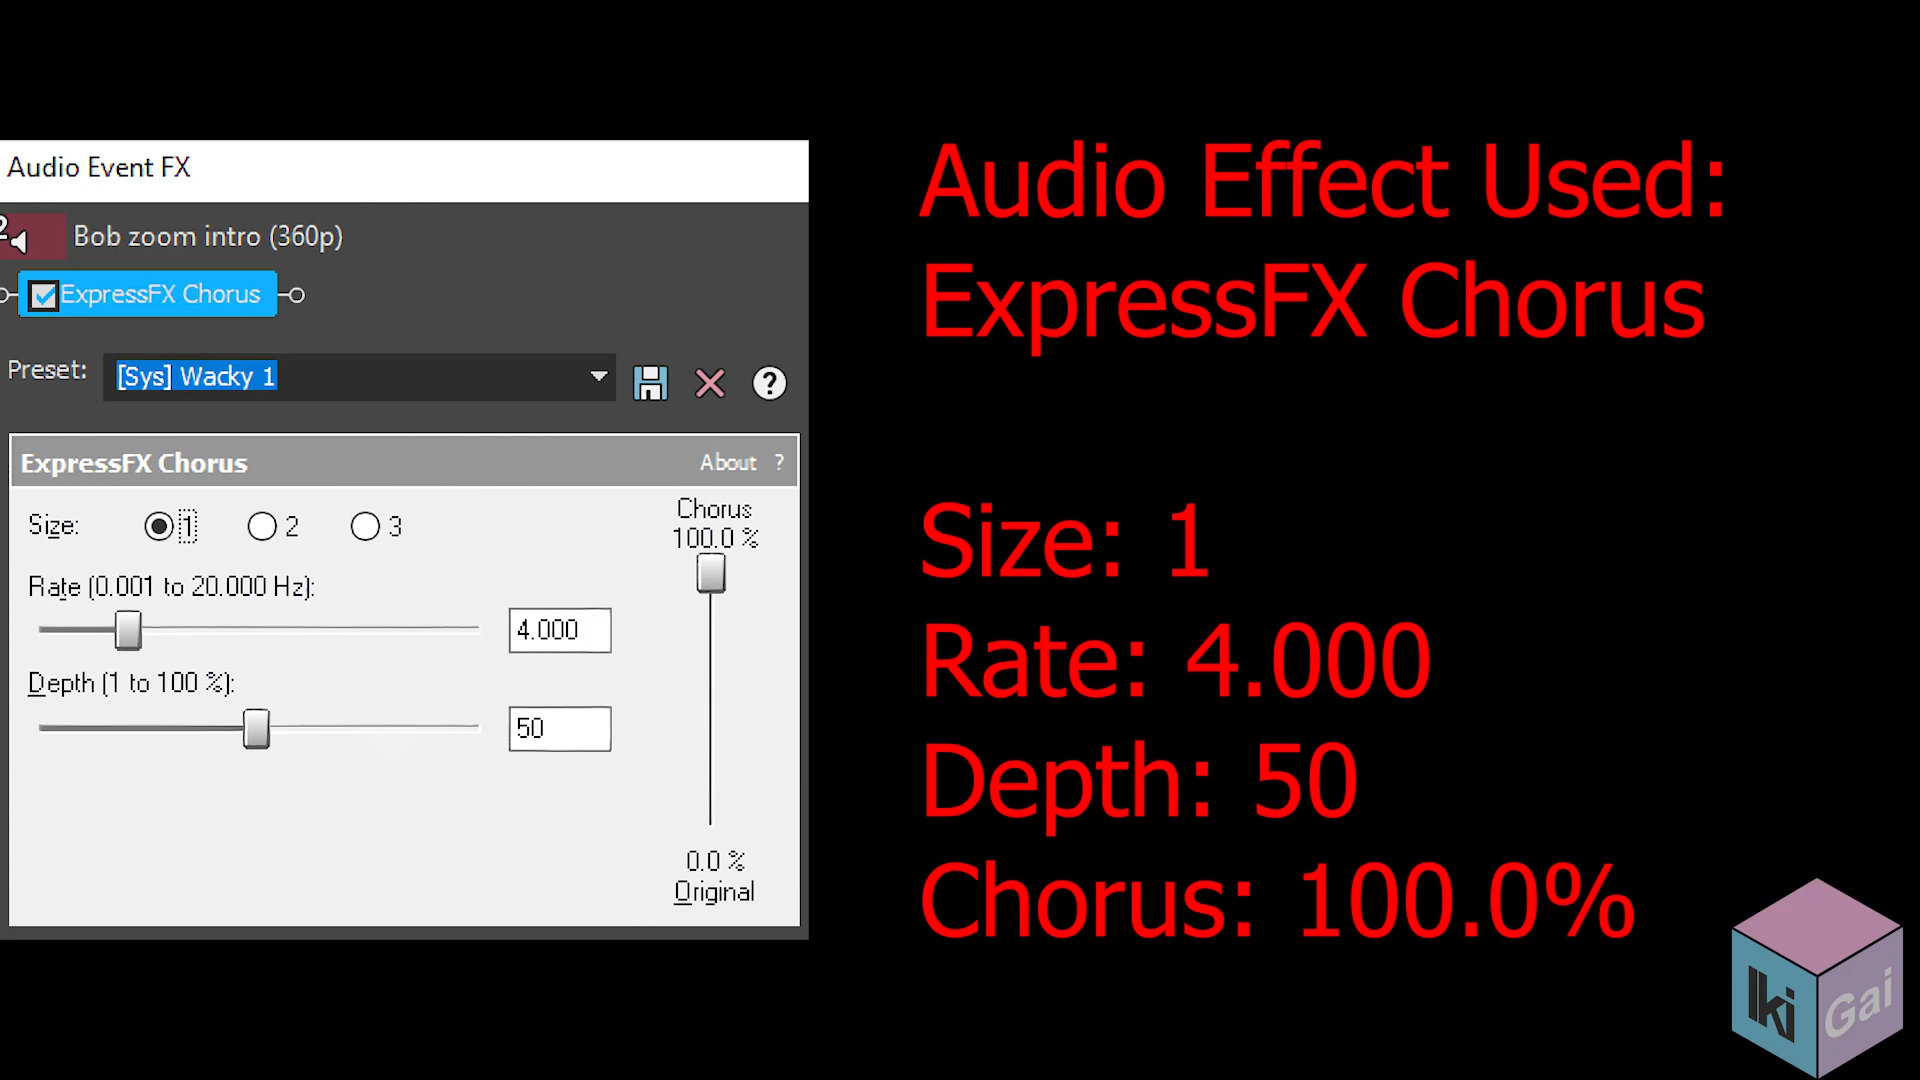 Audio Event FX
2
Bob zoom intro (360p)
ExpressFX Chorus
Preset: [Sys] Wacky 1 ?
ExpressFX Chorus About ?
Size: 1 2 3
Chorus
100.0 %
Rate (0.001 to 20.000 Hz):
4.000
Depth (1 to 100 %):
50
0.0 %
Original
Audio Effect Used:
ExpressFX Chorus
Size: 1
Rate: 4.000
Depth: 50
Chorus: 100.0%
Iki Gai